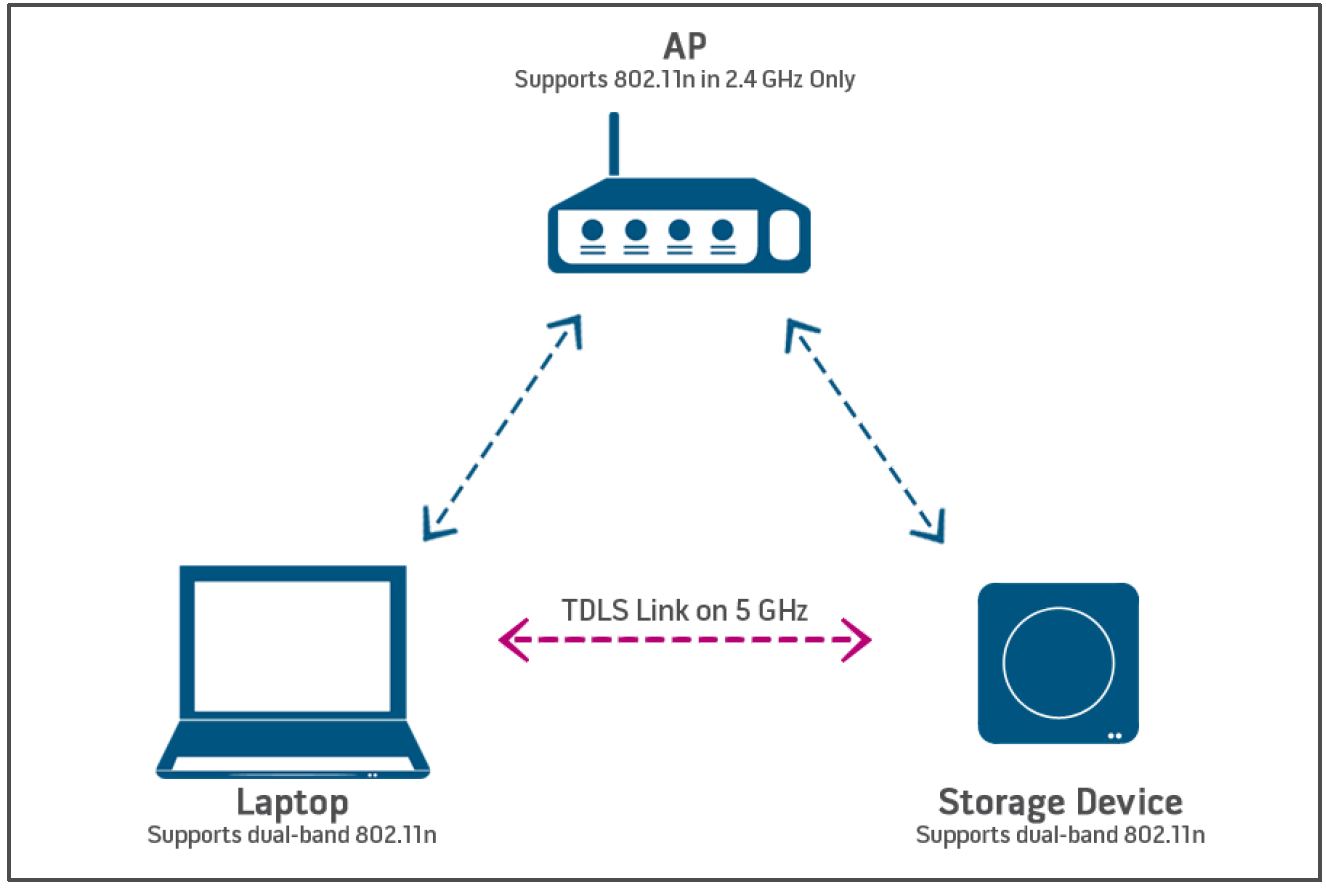 AP
Supports 802.11n in 2.4 GHz Only
TDLS Link on 5 GHz
Laptop
Supports dual-band 802.11n
Storage Device
Supports dual-band 802.11n